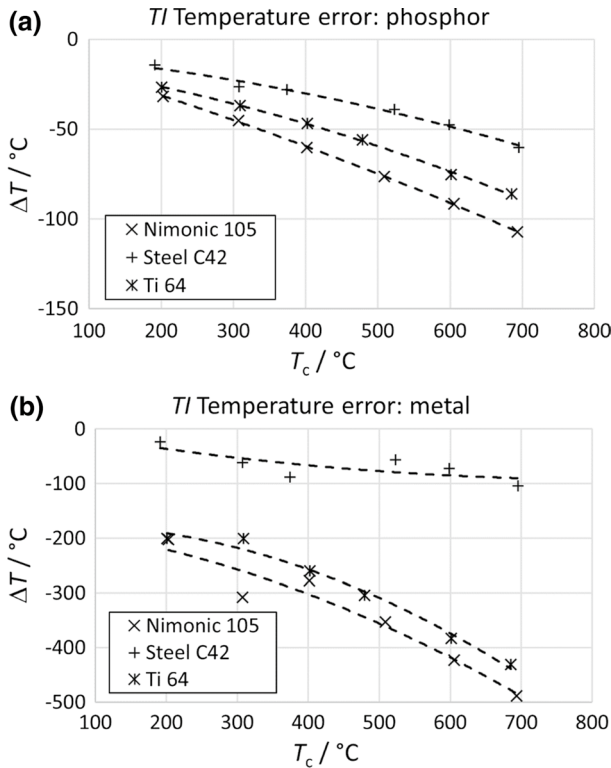 (a)
TI Temperature error: phosphor
0
-50
-100
-150
ΔT / °C
Nimonic 105
Steel C42
Ti 64
100 200 300 400 500 600 700 800
Tc / °C
(b)
TI Temperature error: metal
0
-100
-200
-300
-400
-500
ΔT / °C
Nimonic 105
Steel C42
Ti 64
100 200 300 400 500 600 700 800
Tc / °C